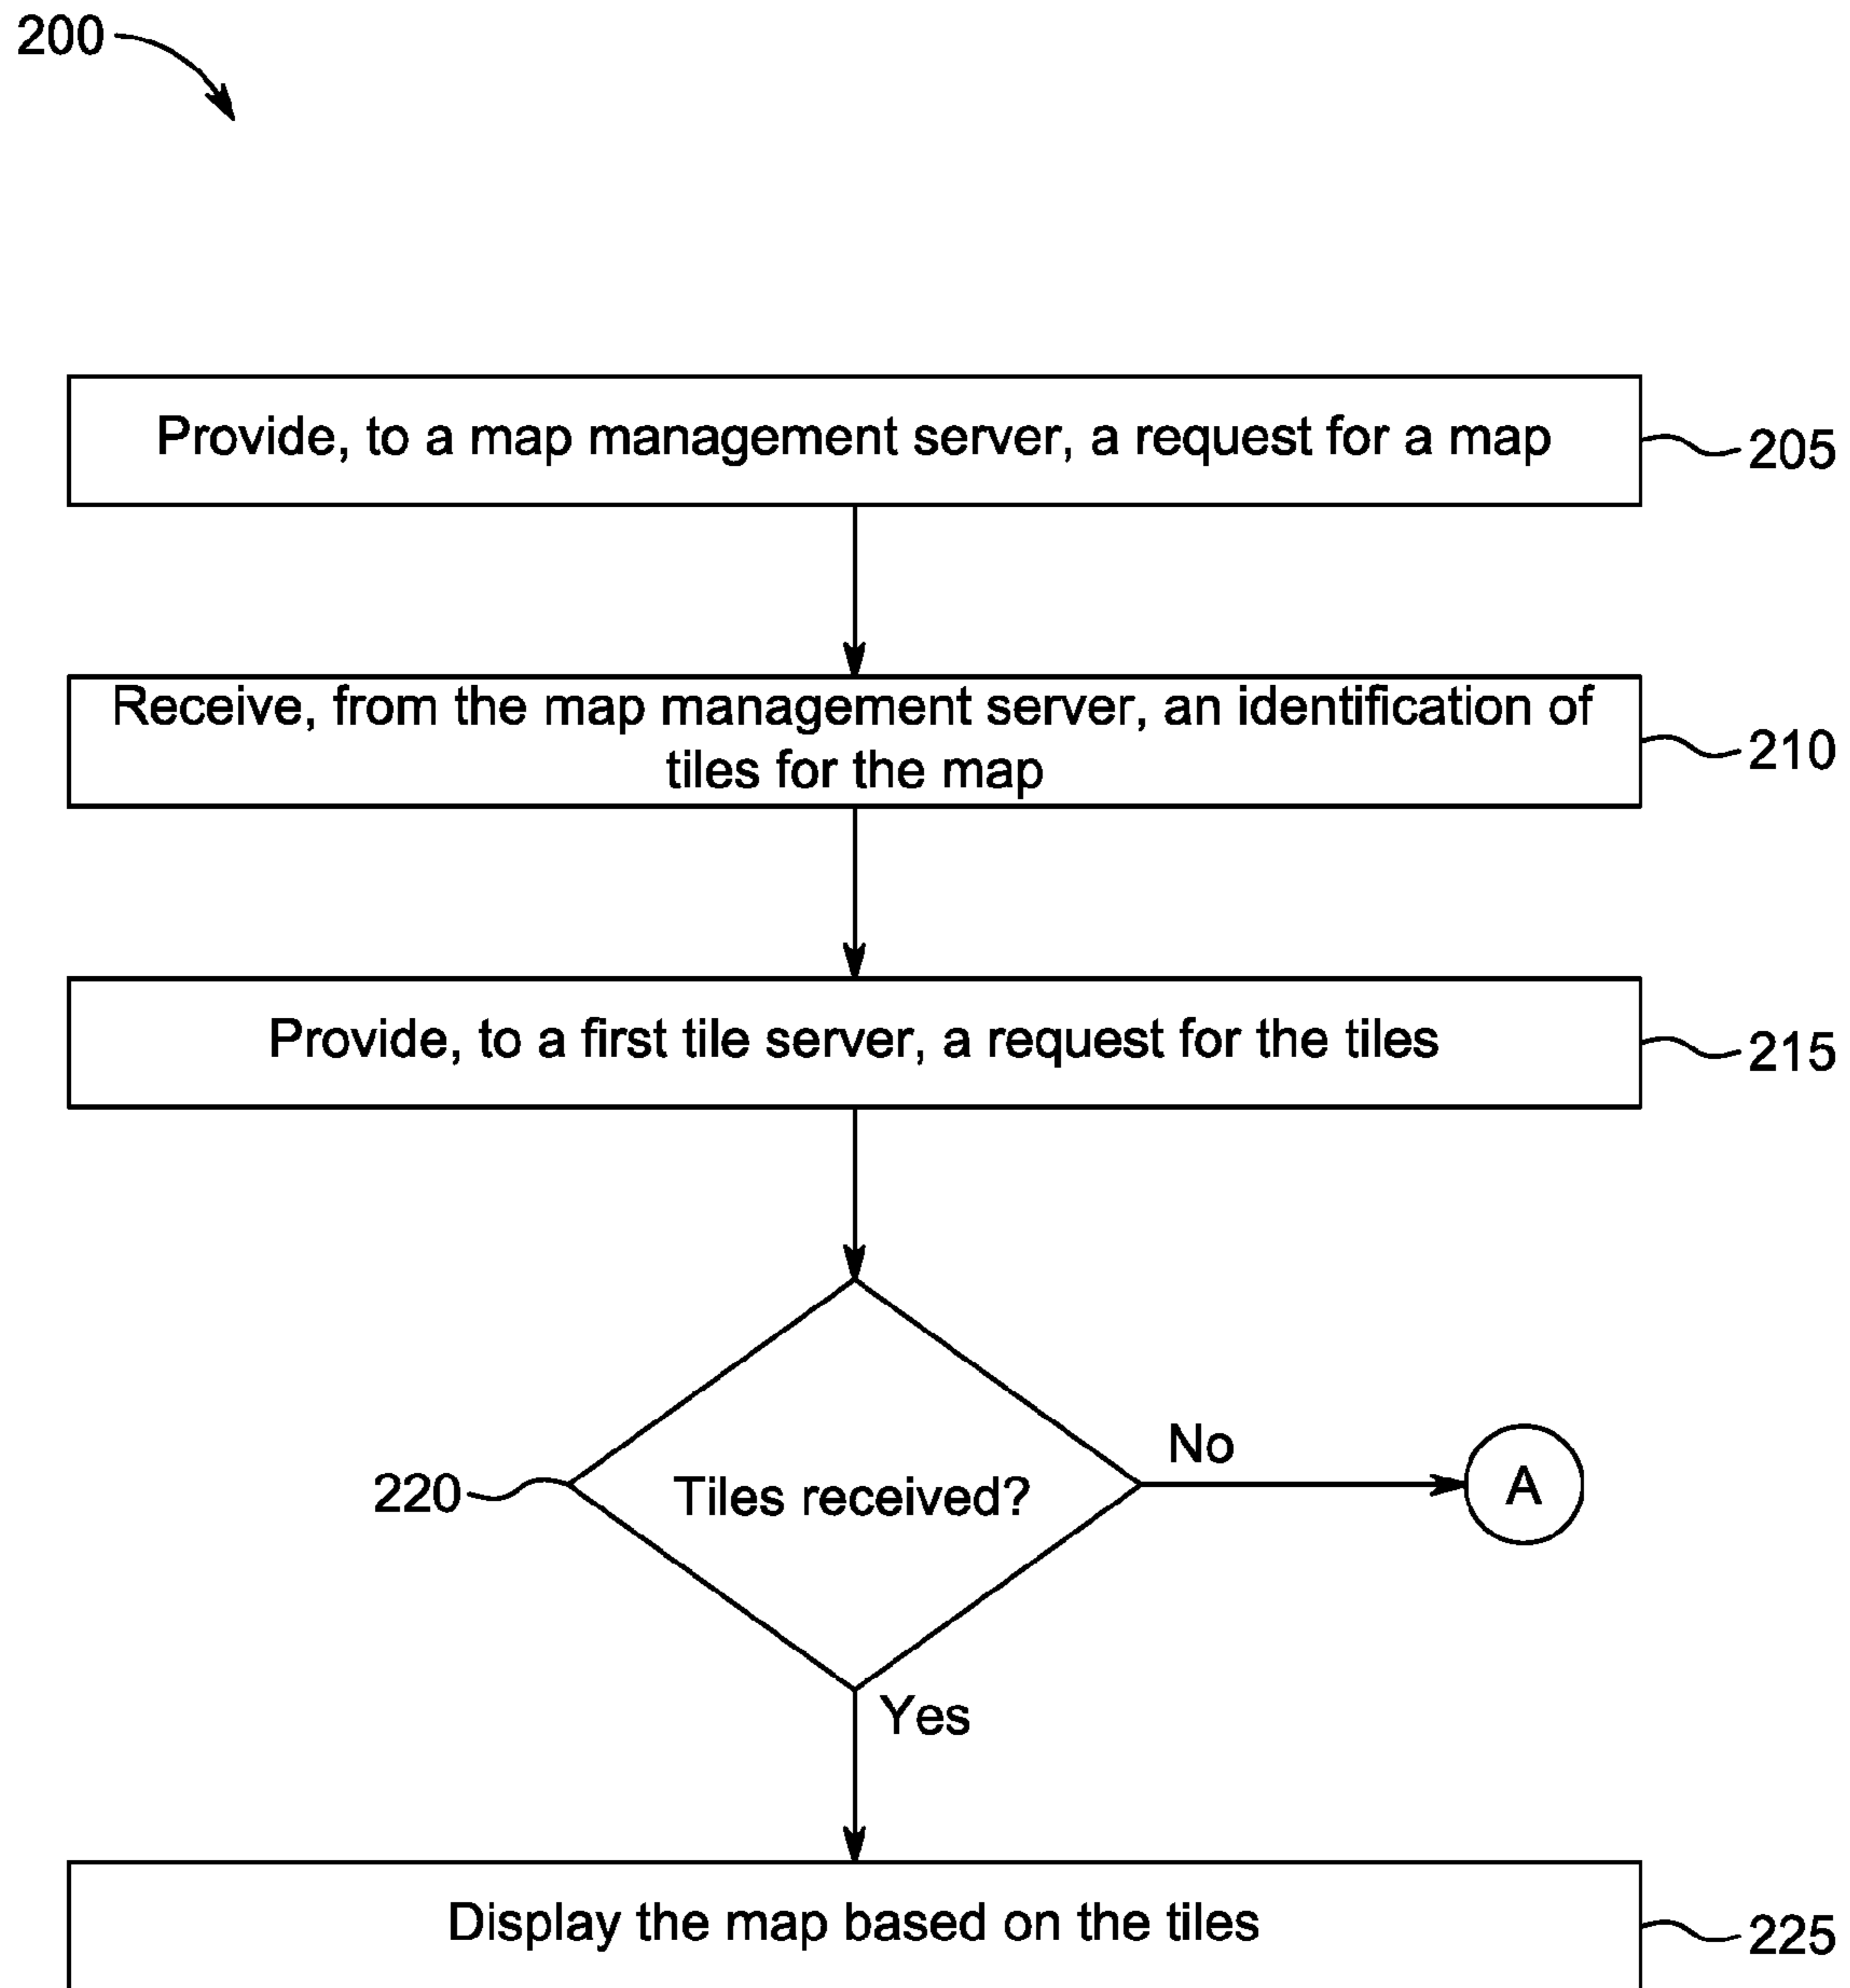 200
Provide, to a map management server, a request for a map
205
Receive, from the map management server, an identification of
tiles for the map
210
Provide, to a first tile server, a request for the tiles
215
220
Tiles received?
No
A
Yes
Display the map based on the tiles
225